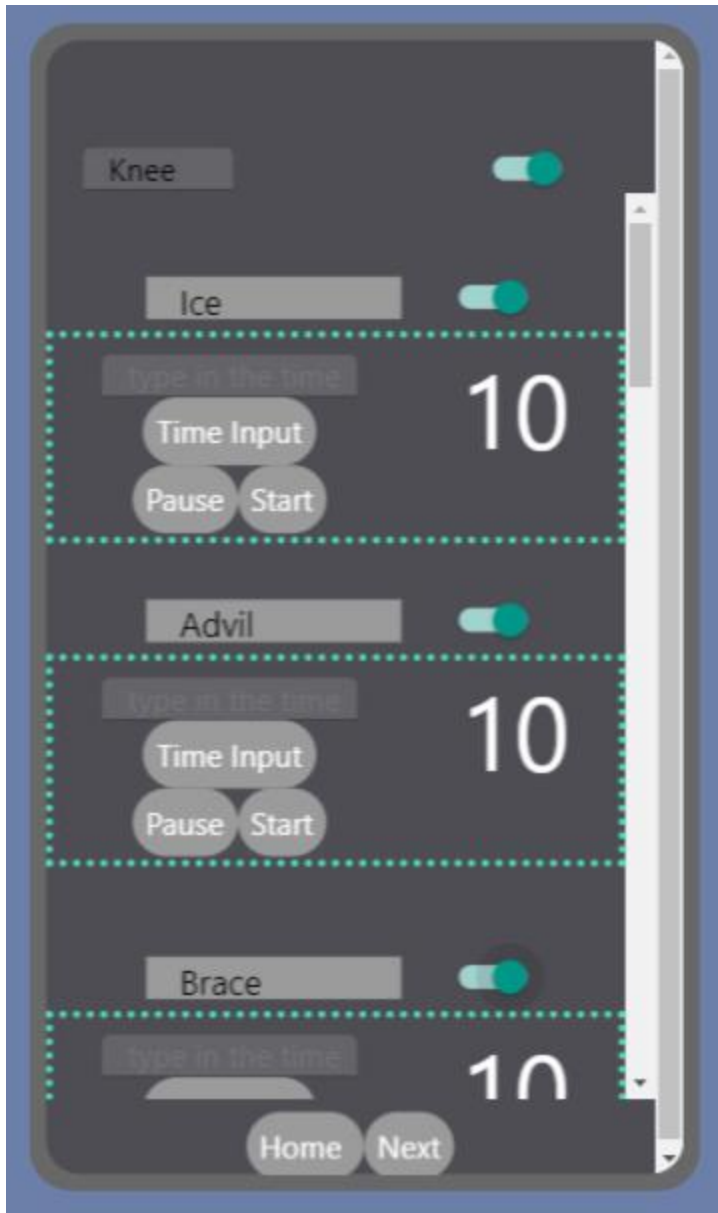 Knee
Ice
type in the time
10
Time Input
Pause Start
Advil
type in the time
10
Time Input
Pause Start
Brace
type in the time
10
Home Next